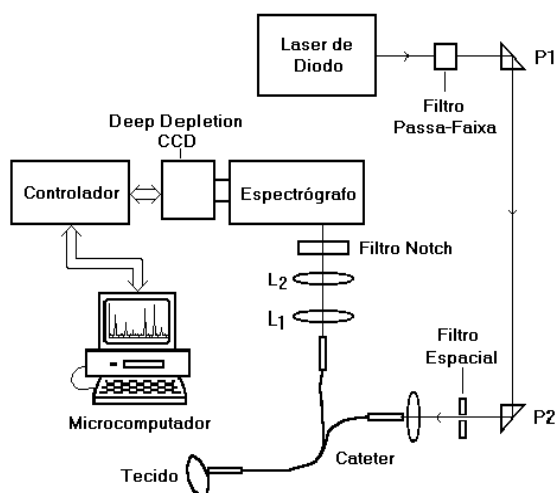 Laser de
Diodo
P1
Filtro
Passa-Faixa
Deep Depletion
CCD
Controlador
Espectrógrafo
Filtro Notch
L2
L1
Filtro
Espacial
P2
Microcomputador
Cateter
Tecido